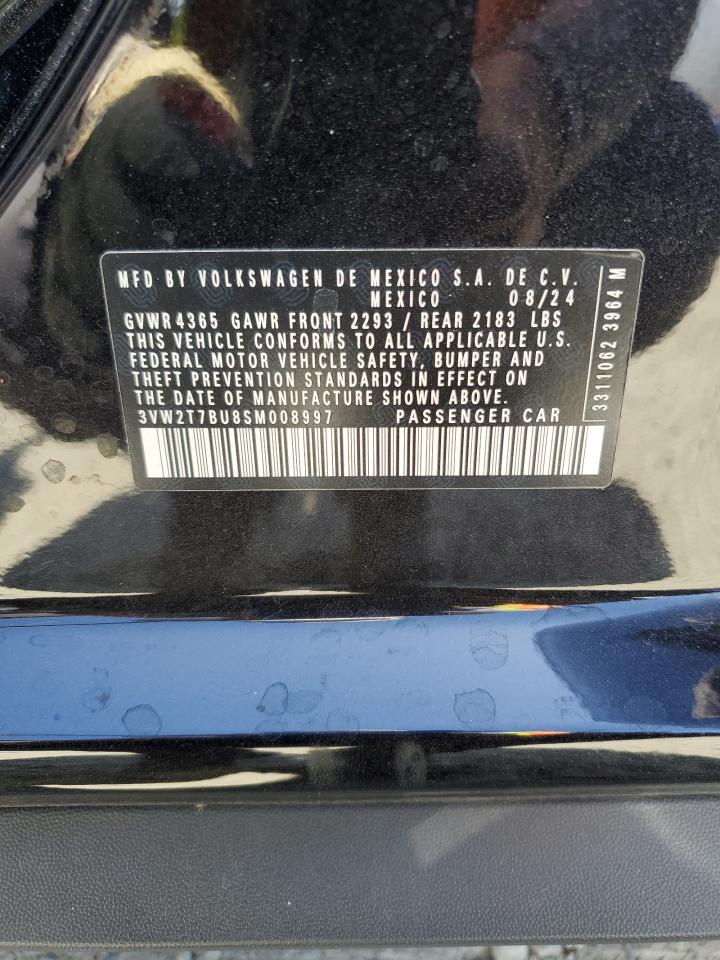 MFD BY VOLKSWAGEN DE MEXICO S.A. DE C.V.
MEXICO 08/24
GVWR 4365 GAWR FRONT 2293 / REAR 2183 LBS
THIS VEHICLE CONFORMS TO ALL APPLICABLE U.S.
FEDERAL MOTOR VEHICLE SAFETY, BUMPER AND
THEFT PREVENTION STANDARDS IN EFFECT ON
THE DATE OF MANUFACTURE SHOWN ABOVE.
3VW2T7BU8SM008997 PASSENGER CAR
3311062 3964 M